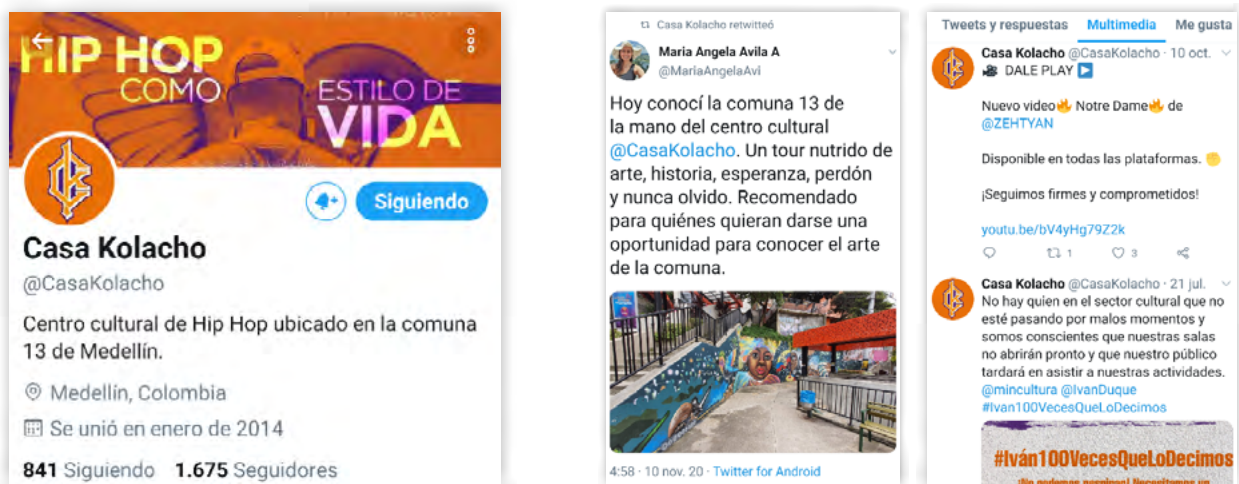 HIP HOP
COMO
ESTILO DE
VIDA
Siguiendo
Casa Kolacho
@CasaKolacho
Centro cultural de Hip Hop ubicado en la comuna
13 de Medellín.
Medellín, Colombia
Se unió en enero de 2014
841 Siguiendo 1.675 Seguidores
Casa Kolacho retwitteó
Maria Angela Avila A
@MariaAngelaAvi
Hoy conocí la comuna 13 de
la mano del centro cultural
@CasaKolacho. Un tour nutrido de
arte, historia, esperanza, perdón
y nunca olvido. Recomendado
para quiénes quieran darse una
oportunidad para conocer el arte
de la comuna.
4:58 · 10 nov. 20 · Twitter for Android
Tweets y respuestas Multimedia Me gusta
Casa Kolacho @CasaKolacho · 10 oct.
DALE PLAY
Nuevo video Notre Dame de
@ZEHTYAN
Disponible en todas las plataformas.
¡Seguimos firmes y comprometidos!
youtu.be/bV4yHg79Z2k
1 3
Casa Kolacho @CasaKolacho · 21 jul.
No hay quien en el sector cultural que no
esté pasando por malos momentos y
somos conscientes que nuestras salas
no abrirán pronto y que nuestro público
tardará en asistir a nuestras actividades.
@mincultura @IvanDuque
#Ivan100VecesQueLoDecimos
#Iván100VecesQueLoDecimos